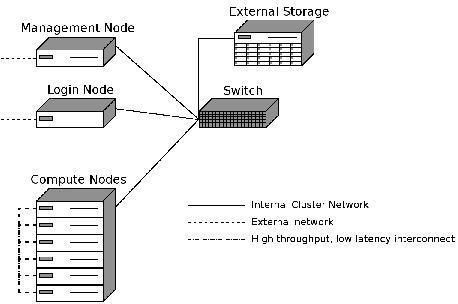 External Storage
Management Node
Login Node
Switch
Compute Nodes
Internal Cluster Network
External network
High throughput, low latency interconnect